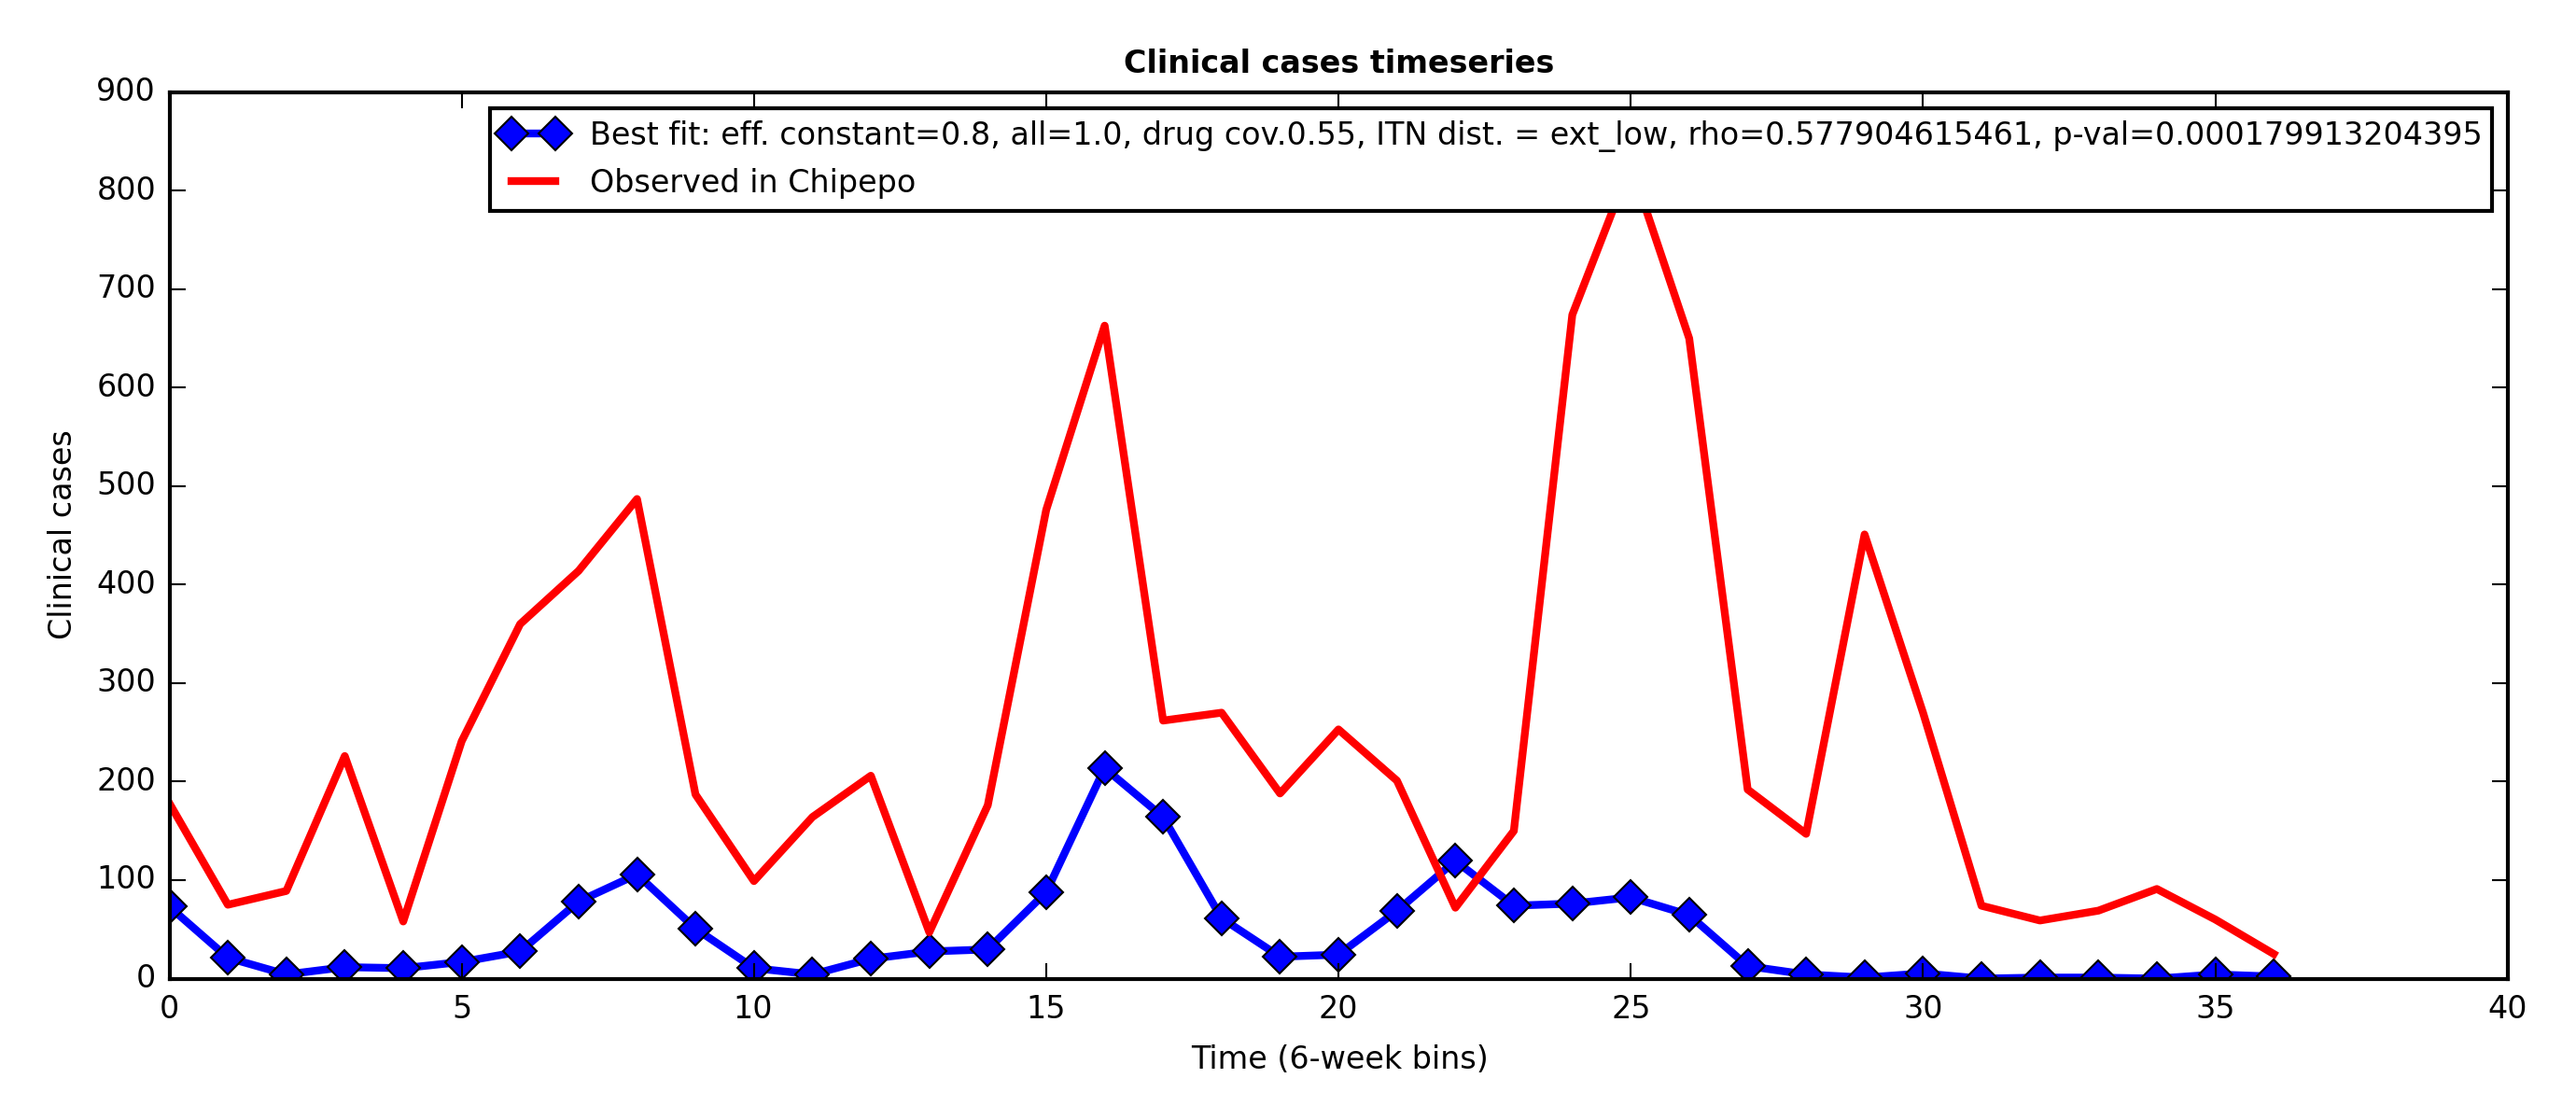 Clinical cases timeseries
900
800
700
600
500
400
300
200
100
0
Clinical cases
Best fit: eff. constant=0.8, all=1.0, drug cov.0.55, ITN dist. = ext_low, rho=0.577904615461, p-val=0.000179913204395
Observed in Chipepo
0 5 10 15 20 25 30 35 40
Time (6-week bins)